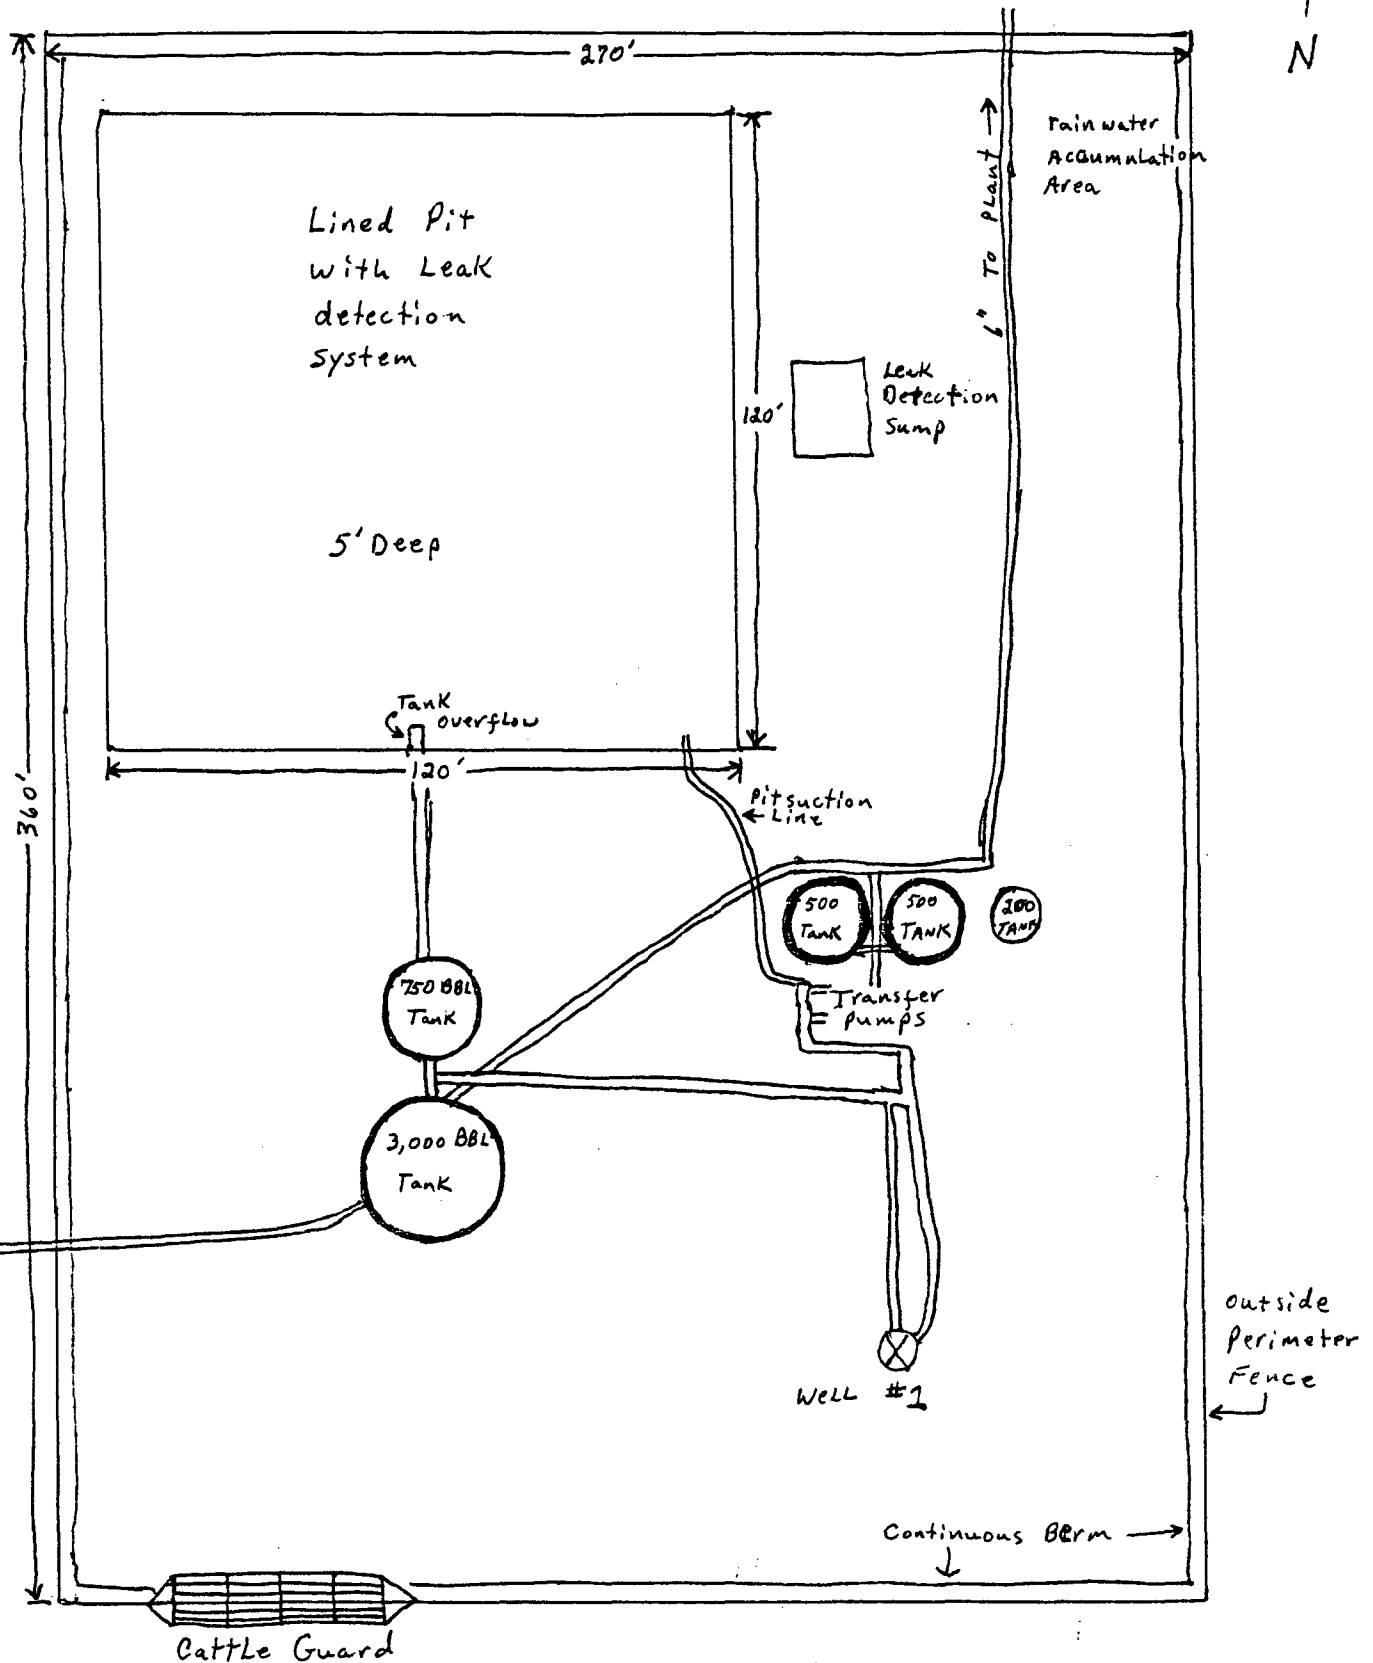 N
270'
rain water
Accumulation
Area
6" To Plant
Lined Pit
with Leak
detection
System
Leak
Detection
Sump
120'
5' Deep
Tank
overflow
120'
360'
Pit suction
Line
500
Tank
500
TANK
200
TANK
750 BBL
Tank
Transfer
Pumps
3,000 BBL
Tank
Outside
Perimeter
Fence
Well #1
Continuous Berm
Cattle Guard